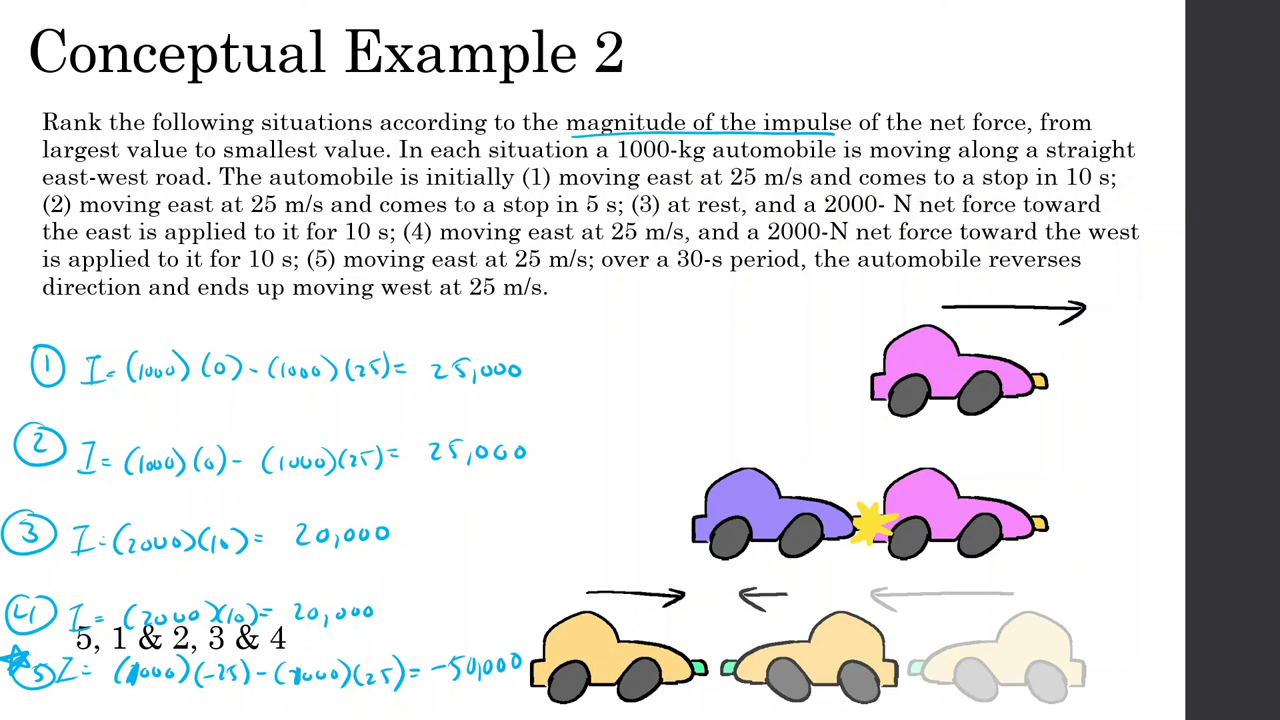 Conceptual Example 2
Rank the following situations according to the magnitude of the impulse of the net force, from
largest value to smallest value. In each situation a 1000-kg automobile is moving along a straight
east-west road. The automobile is initially (1) moving east at 25 m/s and comes to a stop in 10 s;
(2) moving east at 25 m/s and comes to a stop in 5 s; (3) at rest, and a 2000- N net force toward
the east is applied to it for 10 s; (4) moving east at 25 m/s, and a 2000-N net force toward the west
is applied to it for 10 s; (5) moving east at 25 m/s; over a 30-s period, the automobile reverses
direction and ends up moving west at 25 m/s.
1 I = (1000)(0) - (1000)(25) = 25,000
2 I = (1000)(0) - (1000)(25) = 25,000
3 I = (2000)(10) = 20,000
4 I = (2000)(10) = 20,000
5, 1 & 2, 3 & 4
5 I = (1000)(-25) - (1000)(25) = -50,000